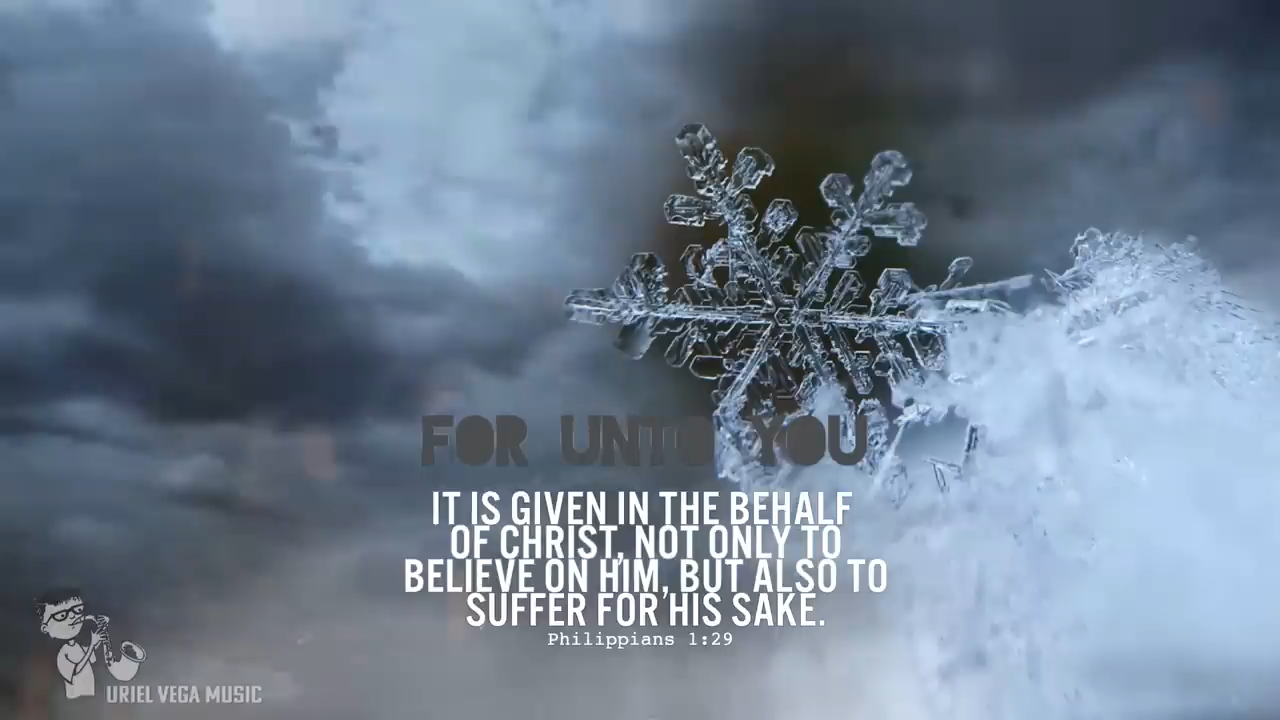 FOR UNTO YOU
IT IS GIVEN IN THE BEHALF
OF CHRIST, NOT ONLY TO
BELIEVE ON HIM, BUT ALSO TO
SUFFER FOR HIS SAKE.
Philippians 1:29
URIEL VEGA MUSIC